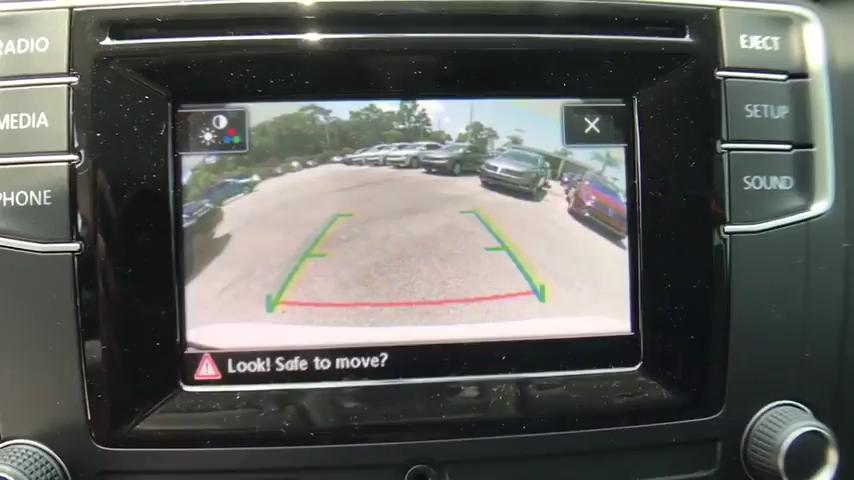 RADIO
MEDIA
PHONE
EJECT
SETUP
SOUND
Look! Safe to move?